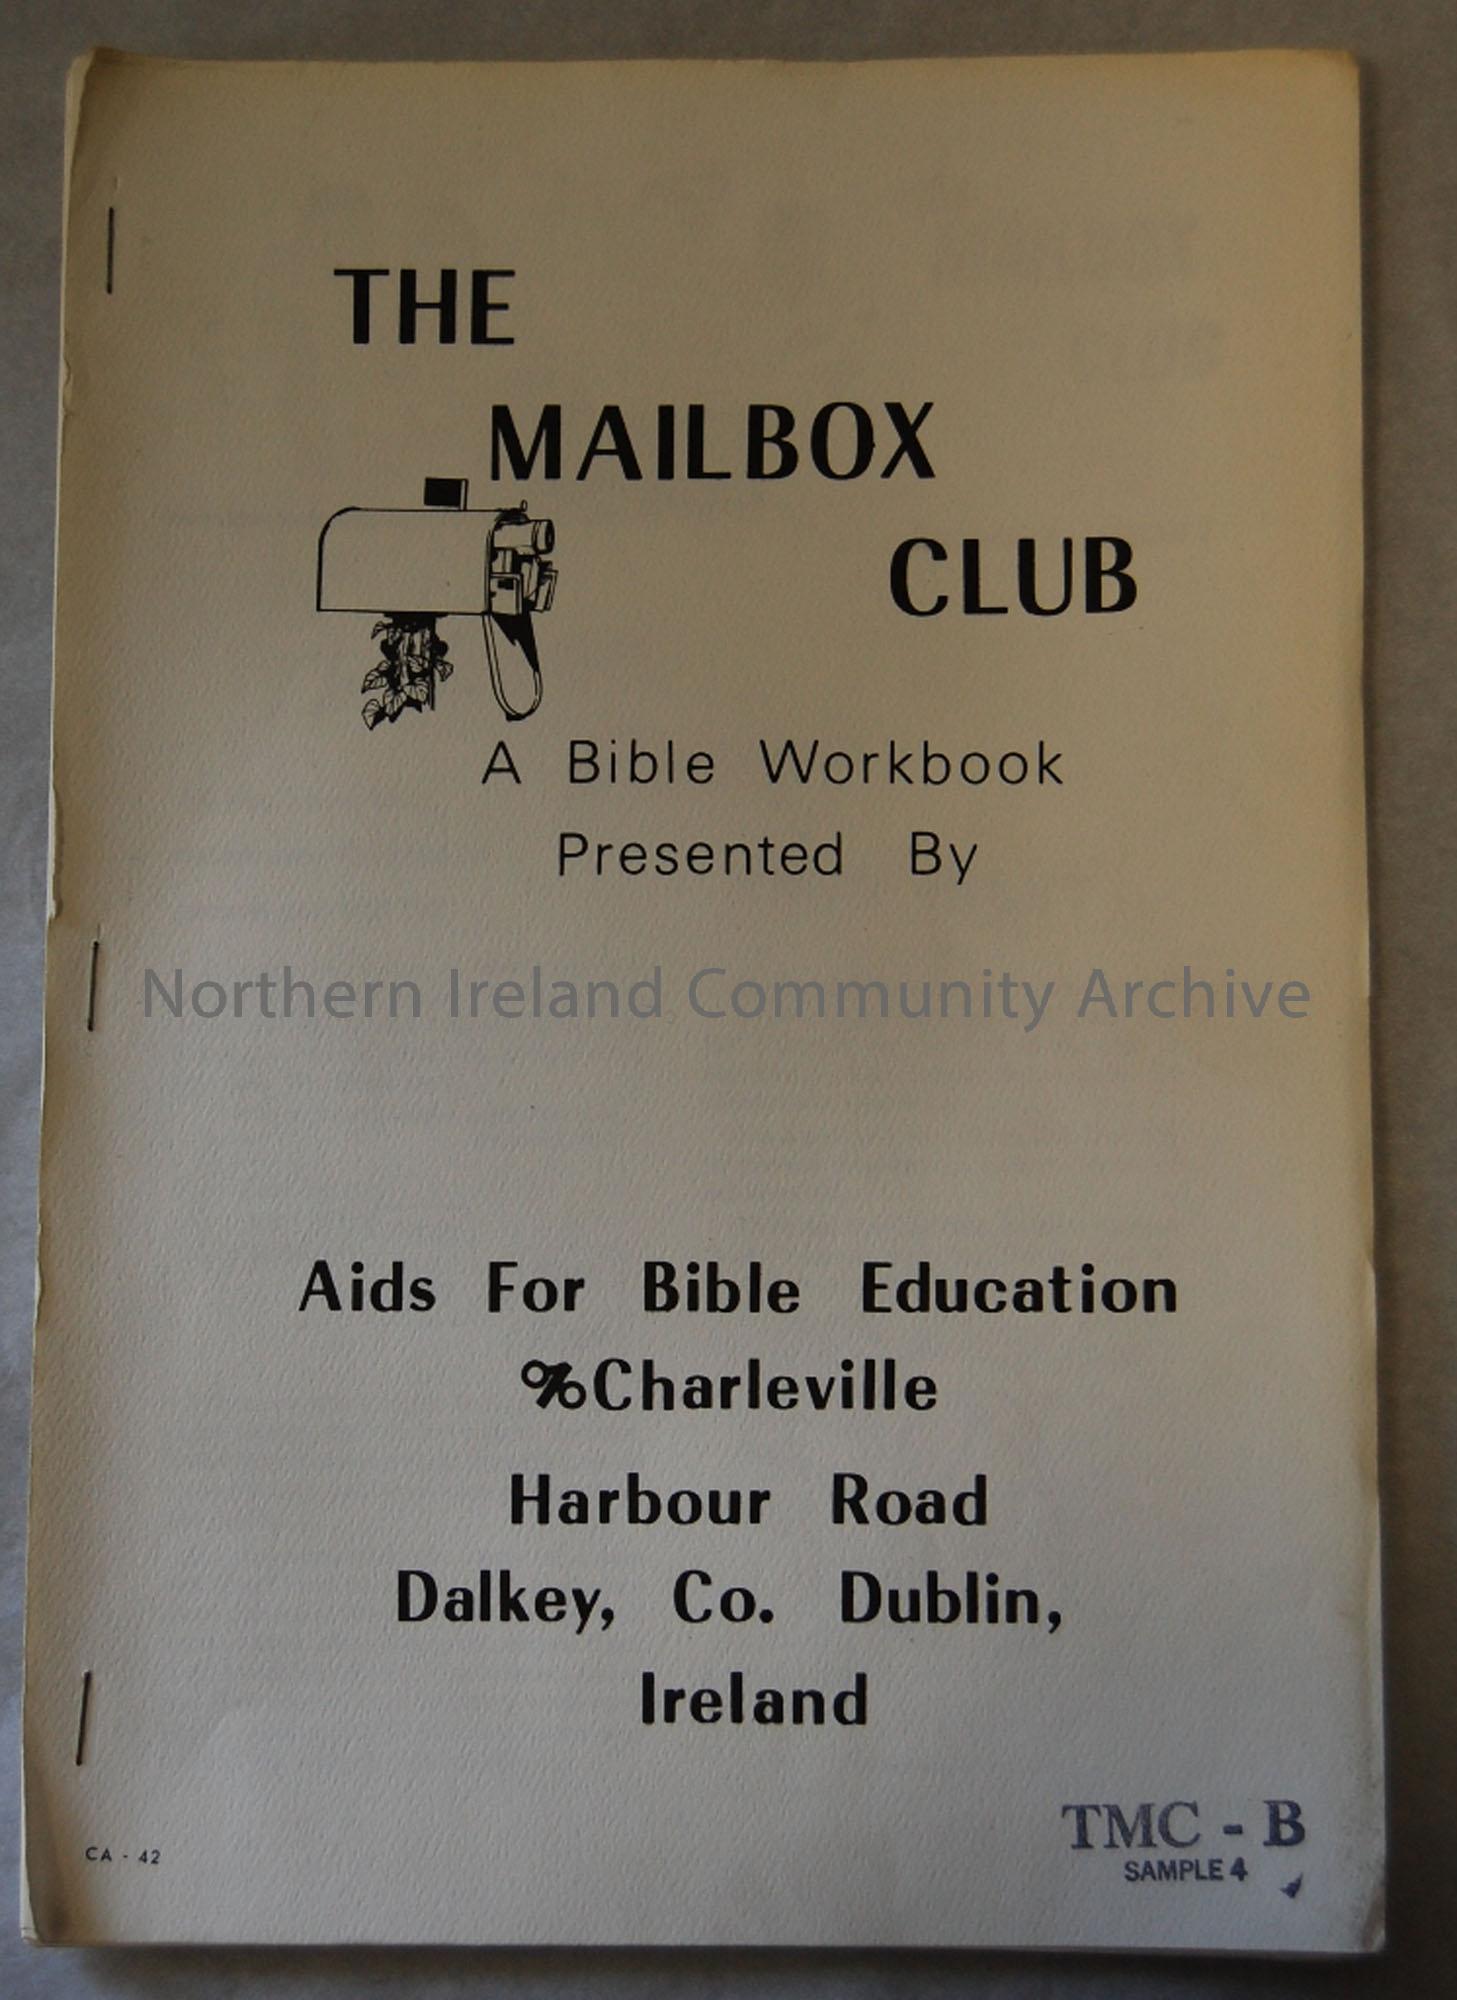 THE
MAILBOX
CLUB
A Bible Workbook
Presented By
Northern Ireland Community Archive
Aids For Bible Education
%Charleville
Harbour Road
Dalkey, Co. Dublin,
Ireland
TMC - B
SAMPLE 4
CA - 42